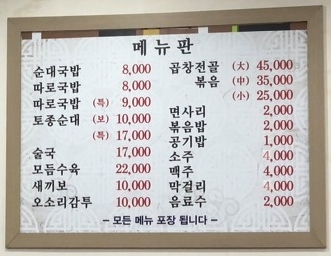 메뉴판
순대국밥 8,000
따로국밥 8,000
따로국밥 (특) 9,000
토종순대 (보) 10,000
(특) 17,000
술국 17,000
모듬수육 22,000
새끼보 10,000
오소리감투 10,000
곱창전골 (大) 45,000
볶음 (中) 35,000
(小) 25,000
면사리 2,000
볶음밥 2,000
공기밥 1,000
소주 4,000
맥주 4,000
막걸리 4,000
음료수 2,000
- 모든 메뉴 포장 됩니다 -